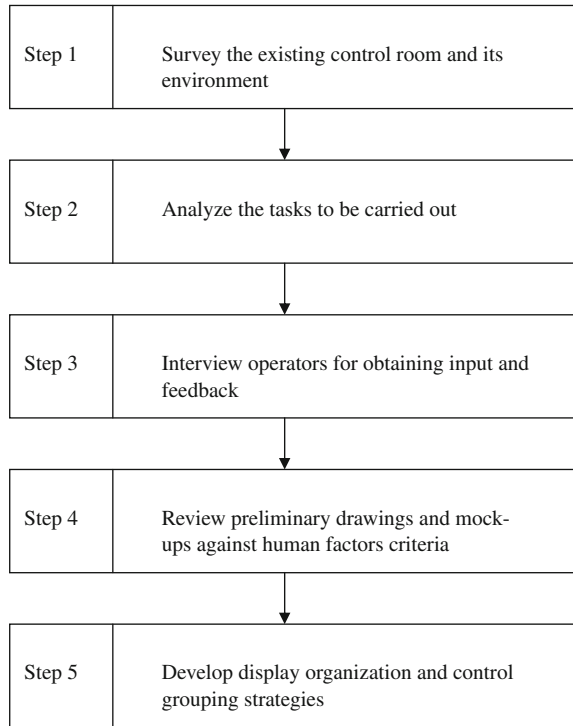 Step 1
Survey the existing control room and its
environment
Step 2
Analyze the tasks to be carried out
Step 3
Interview operators for obtaining input and
feedback
Step 4
Review preliminary drawings and mock-
ups against human factors criteria
Step 5
Develop display organization and control
grouping strategies